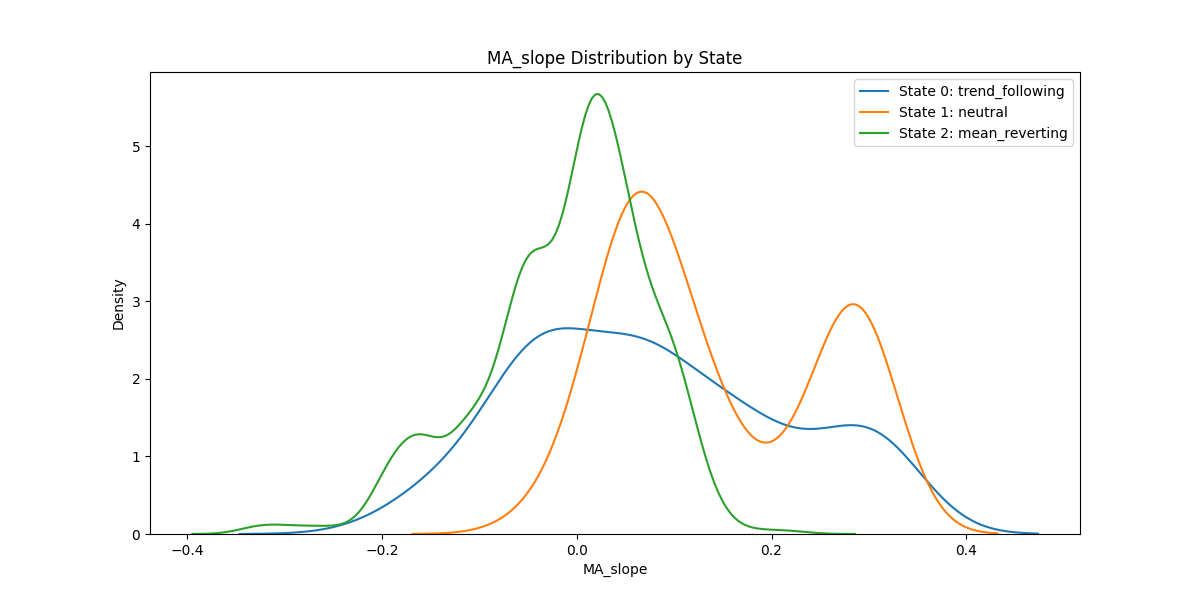 MA_slope Distribution by State
State 0: trend_following
State 1: neutral
State 2: mean_reverting
Density
5
4
3
2
1
0
−0.4
−0.2
0.0
0.2
0.4
MA_slope